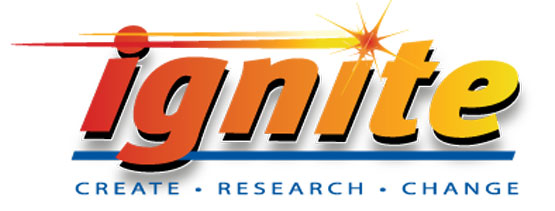 ignite
CREATE • RESEARCH • CHANGE